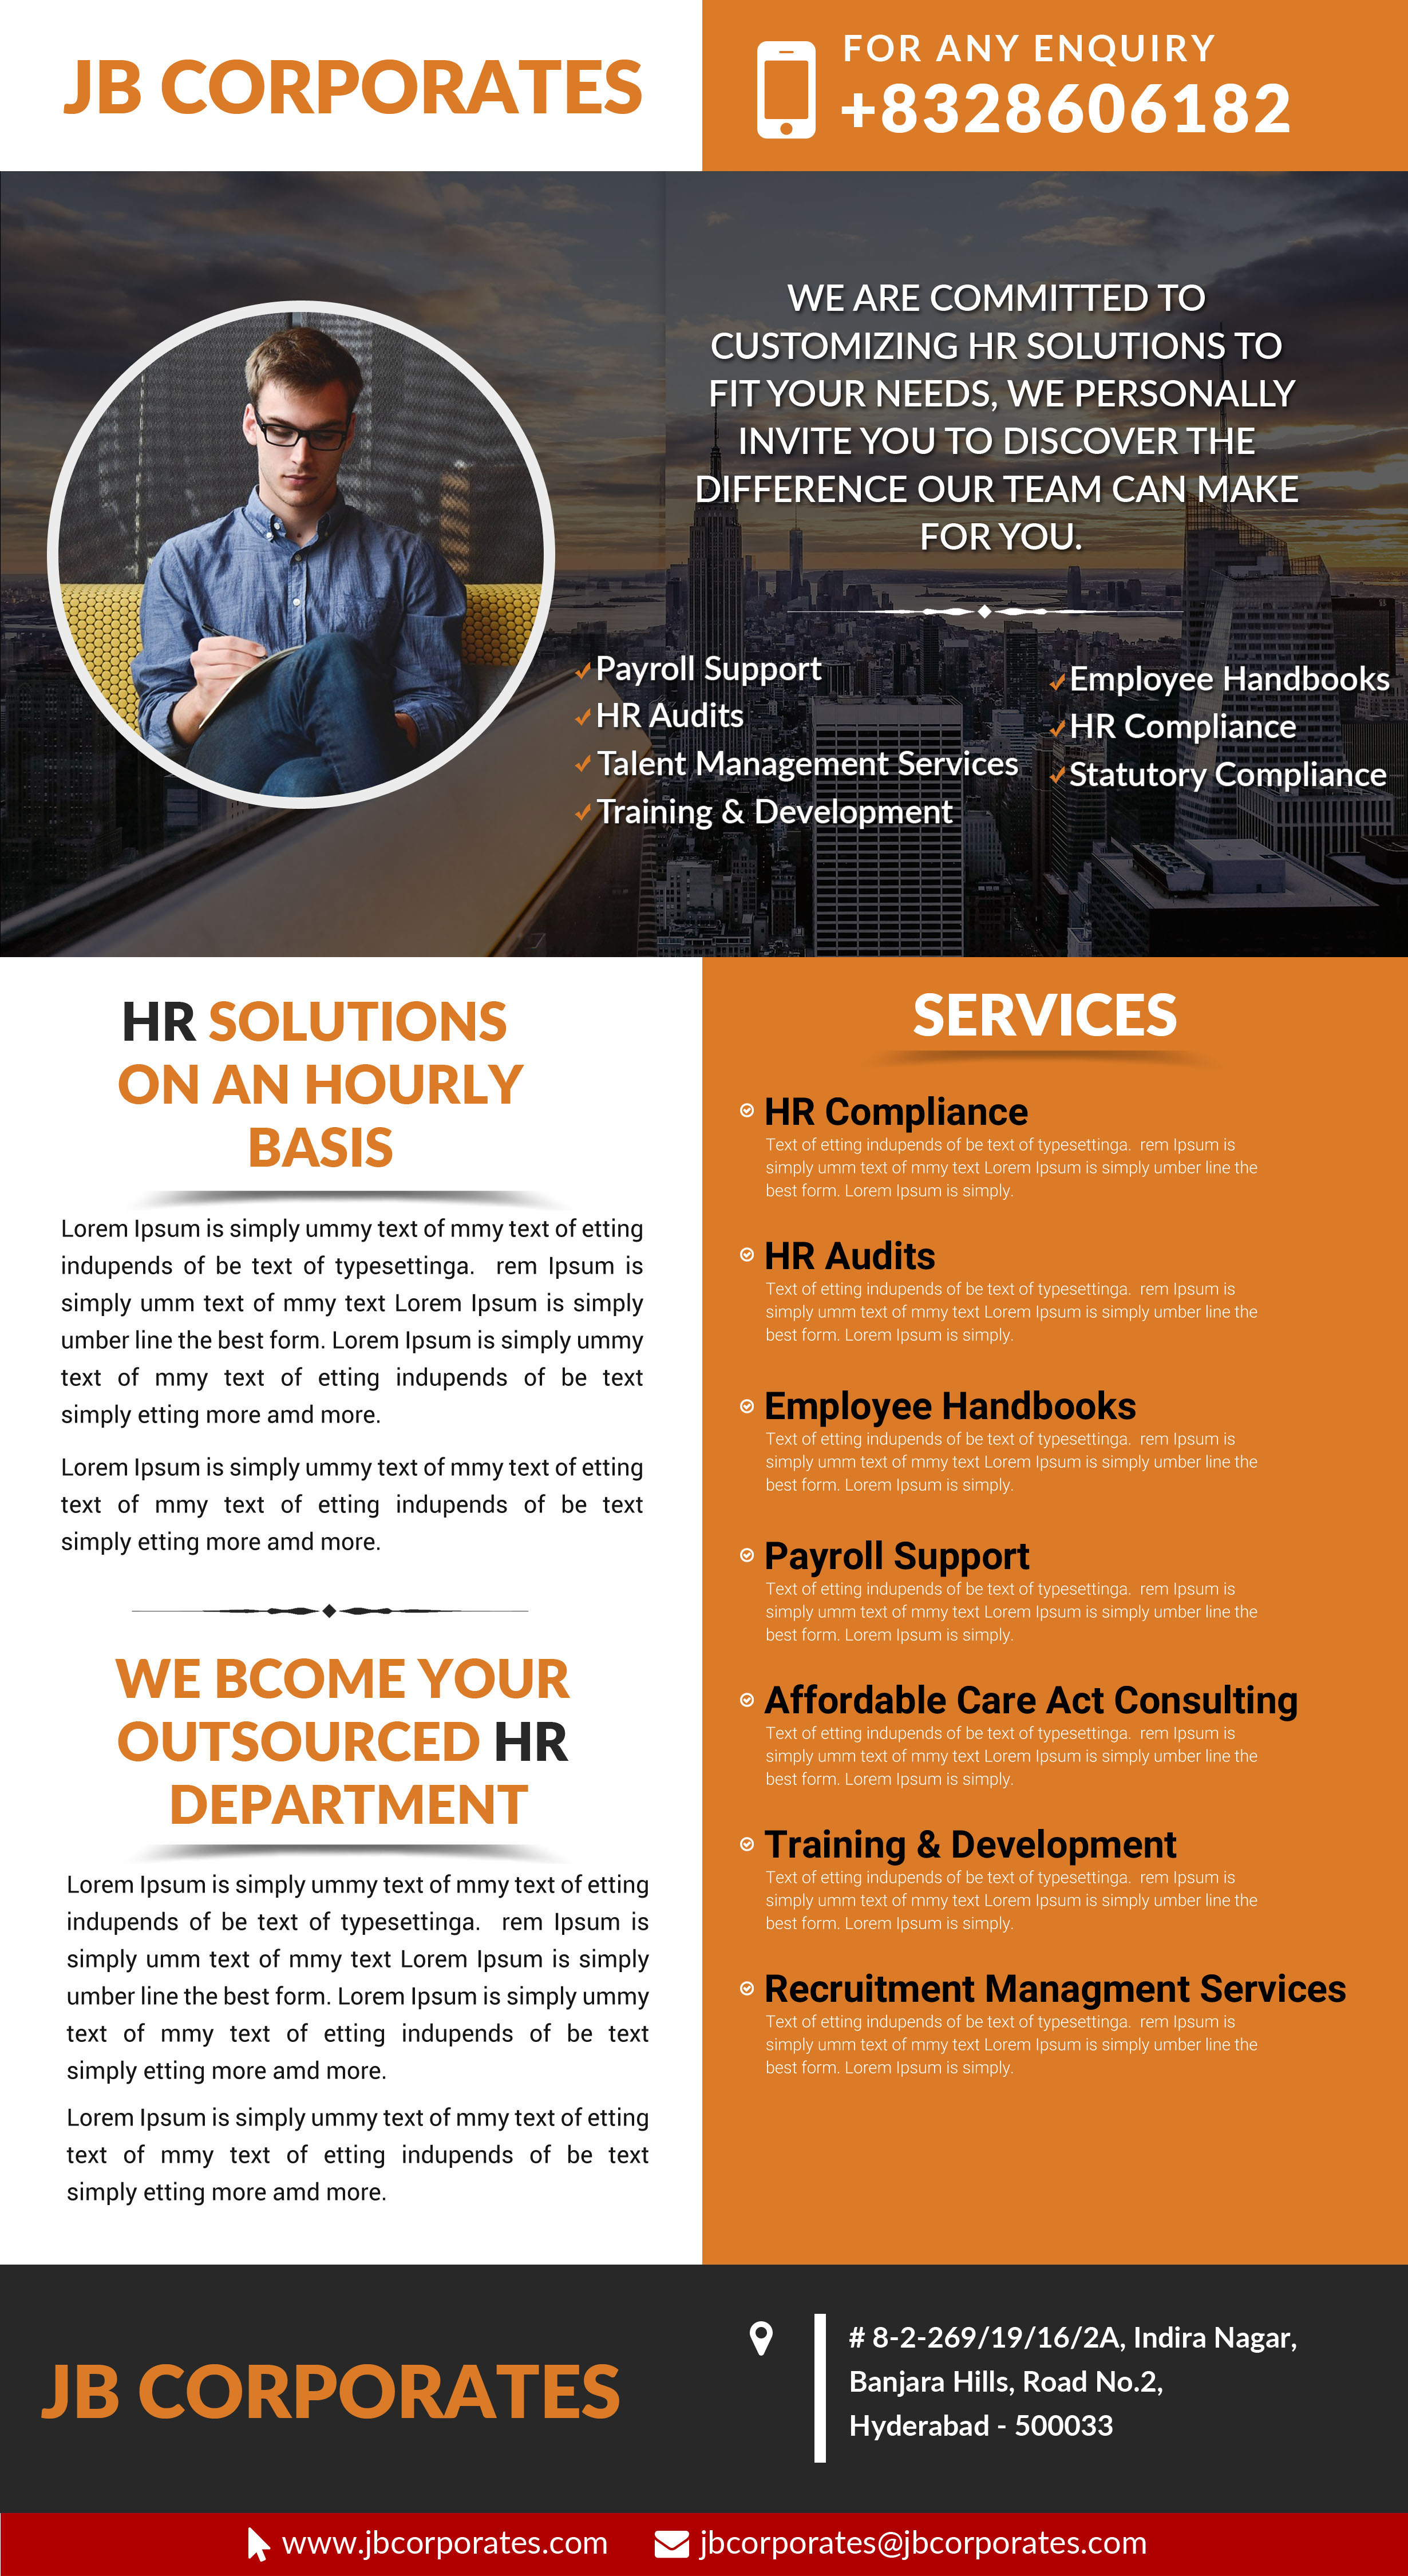 JB CORPORATES
FOR ANY ENQUIRY
+8328606182
WE ARE COMMITTED TO
CUSTOMIZING HR SOLUTIONS TO
FIT YOUR NEEDS, WE PERSONALLY
INVITE YOU TO DISCOVER THE
DIFFERENCE OUR TEAM CAN MAKE
FOR YOU.
Payroll Support
HR Audits
Talent Management Services
Training & Development
Employee Handbooks
HR Compliance
Statutory Compliance
HR SOLUTIONS
ON AN HOURLY
BASIS
Lorem Ipsum is simply ummy text of mmy text of etting
indupends of be text of typesettinga. rem Ipsum is
simply umm text of mmy text Lorem Ipsum is simply
umber line the best form. Lorem Ipsum is simply ummy
text of mmy text of etting indupends of be text
simply etting more amd more.
Lorem Ipsum is simply ummy text of mmy text of etting
text of mmy text of etting indupends of be text
simply etting more amd more.
WE BCOME YOUR
OUTSOURCED HR
DEPARTMENT
Lorem Ipsum is simply ummy text of mmy text of etting
indupends of be text of typesettinga. rem Ipsum is
simply umm text of mmy text Lorem Ipsum is simply
umber line the best form. Lorem Ipsum is simply ummy
text of mmy text of etting indupends of be text
simply etting more amd more.
Lorem Ipsum is simply ummy text of mmy text of etting
text of mmy text of etting indupends of be text
simply etting more amd more.
SERVICES
HR Compliance
Text of etting indupends of be text of typesettinga. rem Ipsum is
simply umm text of mmy text Lorem Ipsum is simply umber line the
best form. Lorem Ipsum is simply.
HR Audits
Text of etting indupends of be text of typesettinga. rem Ipsum is
simply umm text of mmy text Lorem Ipsum is simply umber line the
best form. Lorem Ipsum is simply.
Employee Handbooks
Text of etting indupends of be text of typesettinga. rem Ipsum is
simply umm text of mmy text Lorem Ipsum is simply umber line the
best form. Lorem Ipsum is simply.
Payroll Support
Text of etting indupends of be text of typesettinga. rem Ipsum is
simply umm text of mmy text Lorem Ipsum is simply umber line the
best form. Lorem Ipsum is simply.
Affordable Care Act Consulting
Text of etting indupends of be text of typesettinga. rem Ipsum is
simply umm text of mmy text Lorem Ipsum is simply umber line the
best form. Lorem Ipsum is simply.
Training & Development
Text of etting indupends of be text of typesettinga. rem Ipsum is
simply umm text of mmy text Lorem Ipsum is simply umber line the
best form. Lorem Ipsum is simply.
Recruitment Managment Services
Text of etting indupends of be text of typesettinga. rem Ipsum is
simply umm text of mmy text Lorem Ipsum is simply umber line the
best form. Lorem Ipsum is simply.
JB CORPORATES
# 8-2-269/19/16/2A, Indira Nagar,
Banjara Hills, Road No.2,
Hyderabad - 500033
www.jbcorporates.com
jbcorporates@jbcorporates.com